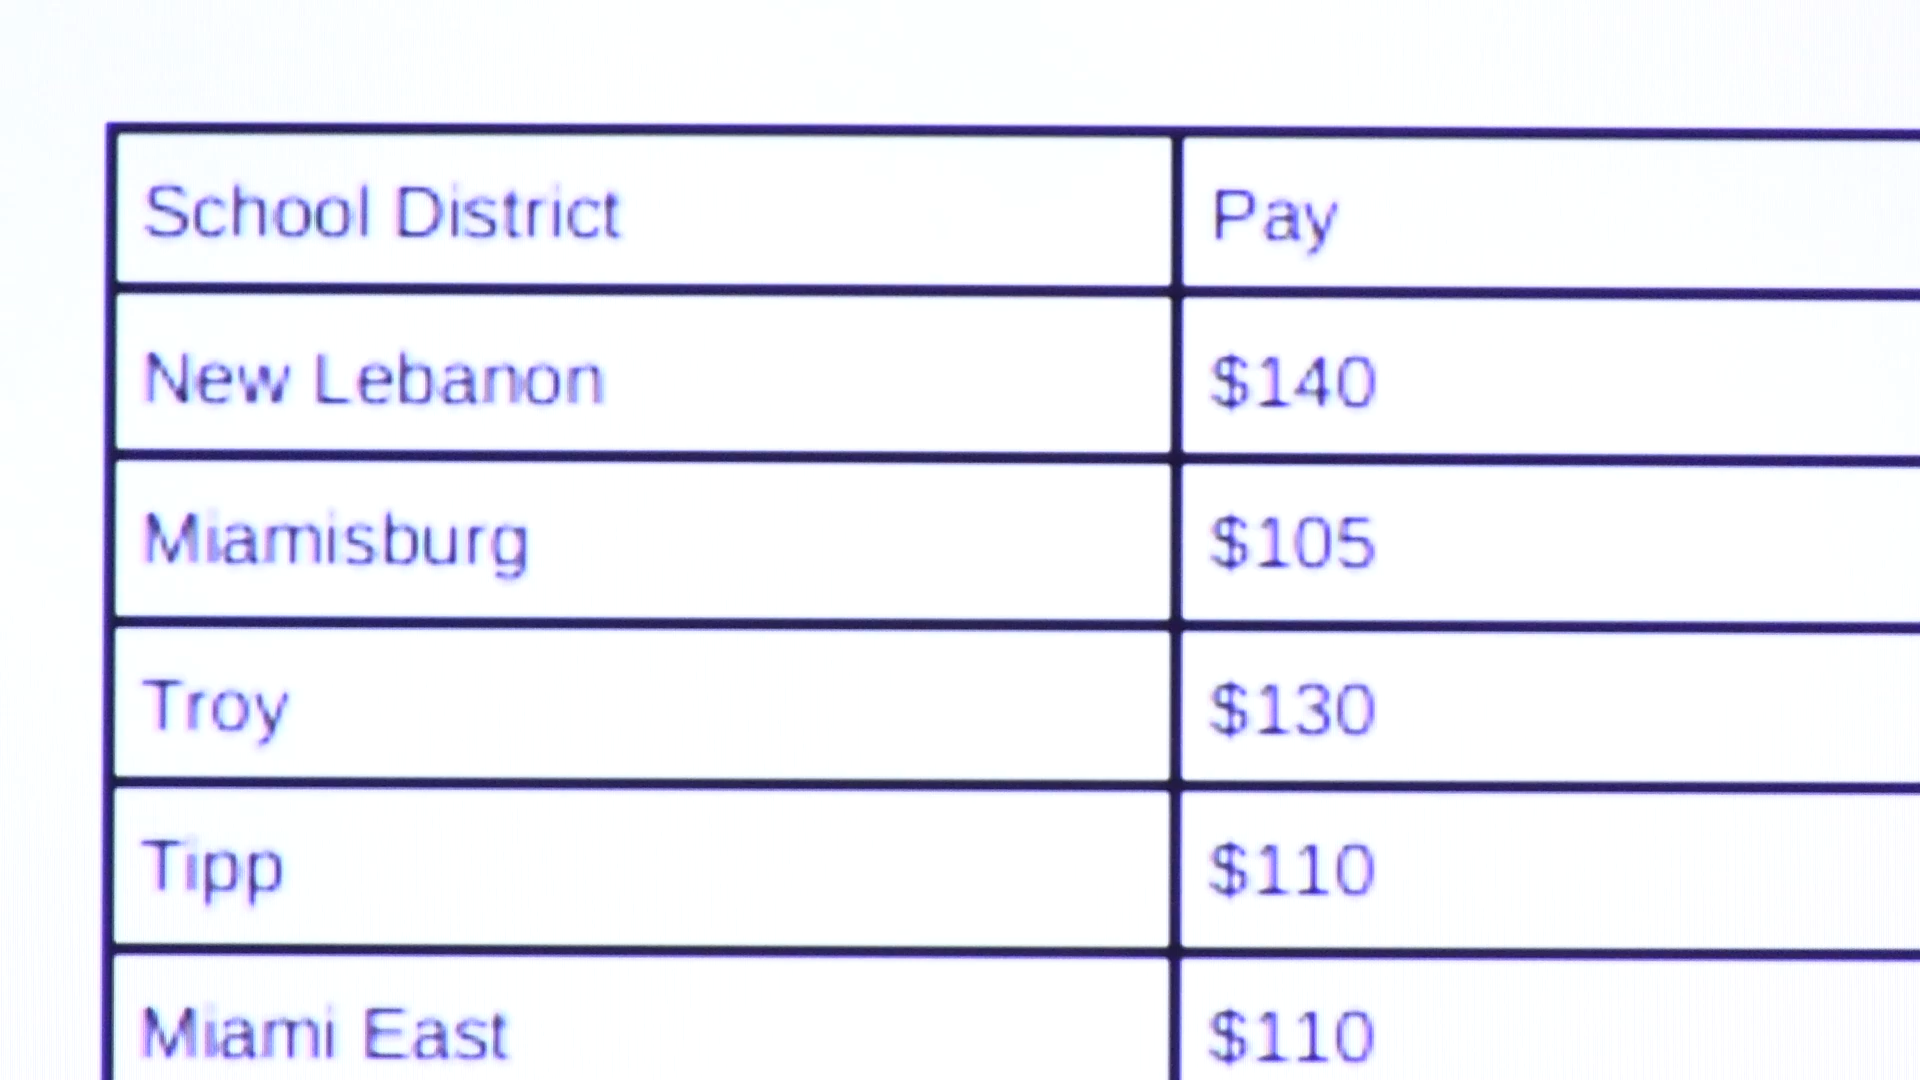 School District Pay
New Lebanon $140
Miamisburg $105
Troy $130
Tipp $110
Miami East $110